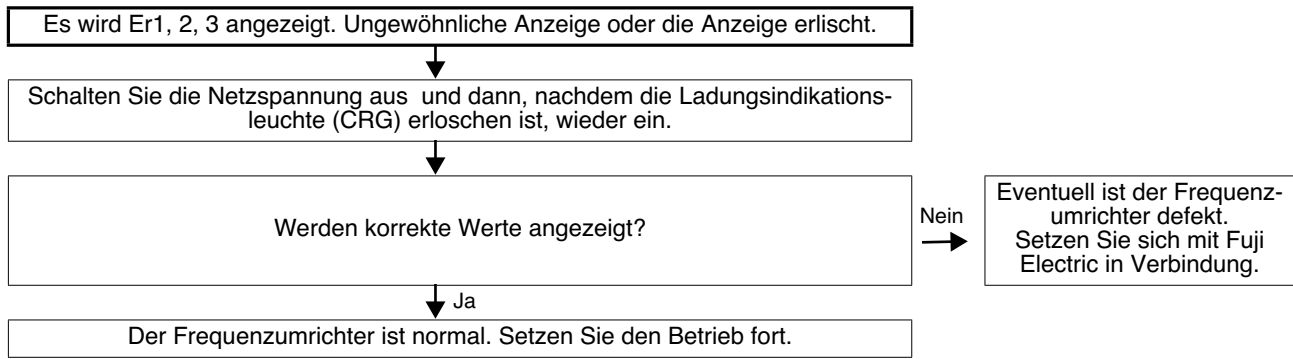 Es wird Er1, 2, 3 angezeigt. Ungewöhnliche Anzeige oder die Anzeige erlischt.
Schalten Sie die Netzspannung aus  und dann, nachdem die Ladungsindikations-
leuchte (CRG) erloschen ist, wieder ein.
Werden korrekte Werte angezeigt?
Nein
Eventuell ist der Frequenz-
umrichter defekt.
Setzen Sie sich mit Fuji
Electric in Verbindung.
Ja
Der Frequenzumrichter ist normal. Setzen Sie den Betrieb fort.